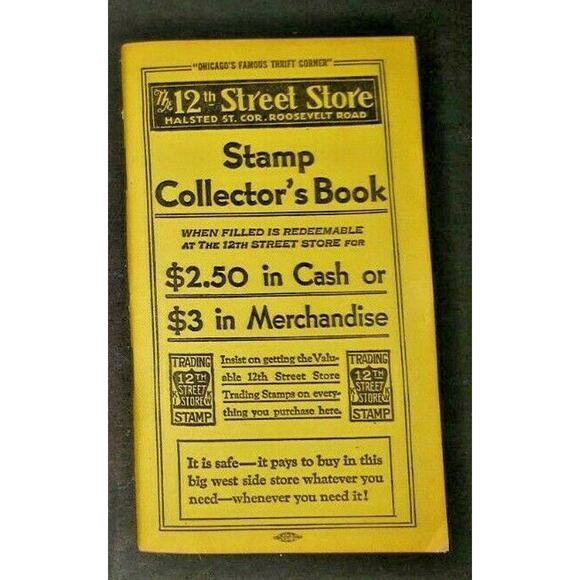 "CHICAGO'S FAMOUS THRIFT CORNER"
The 12th Street Store
HALSTED ST. COR. ROOSEVELT ROAD
Stamp
Collector's Book
WHEN FILLED IS REDEEMABLE
AT THE 12TH STREET STORE FOR
$2.50 in Cash or
$3 in Merchandise
TRADING
12TH
STREET
STORE
STAMP
Insist on getting the Valu-
able 12th Street Store
Trading Stamps on every-
thing you purchase here.
TRADING
12TH
STREET
STORE
STAMP
It is safe—it pays to buy in this
big west side store whatever you
need—whenever you need it!